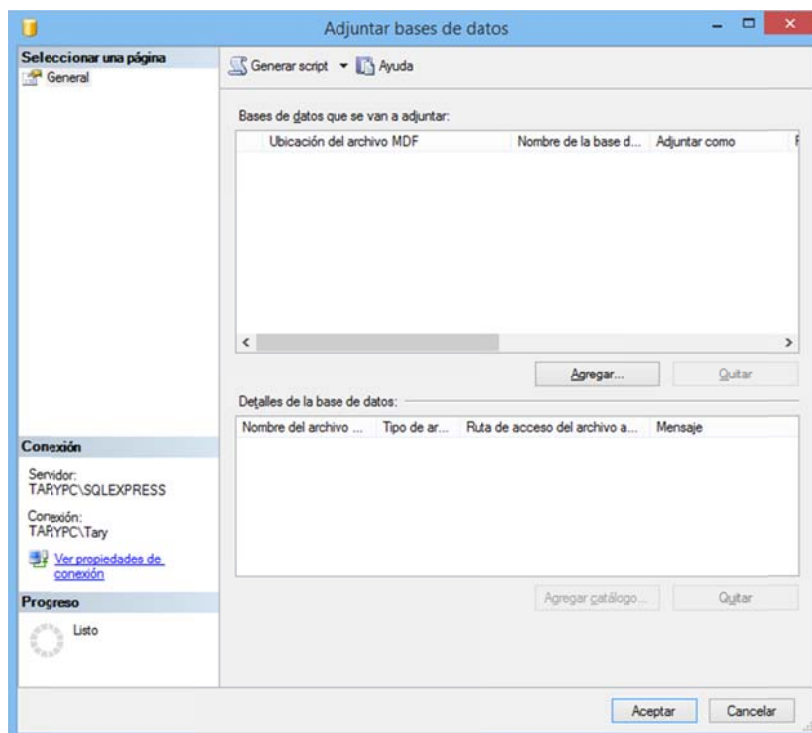 Adjuntar bases de datos
Seleccionar una página
General
Generar script
Ayuda
Bases de datos que se van a adjuntar:
Ubicación del archivo MDF Nombre de la base d... Adjuntar como
Agregar... Quitar
Detalles de la base de datos:
Nombre del archivo ... Tipo de ar... Ruta de acceso del archivo a... Mensaje
Agregar catálogo... Quitar
Conexión
Servidor:
TARYPC\SQLEXPRESS
Conexión:
TARYPC\Tary
Ver propiedades de
conexión
Progreso
Listo
Aceptar Cancelar